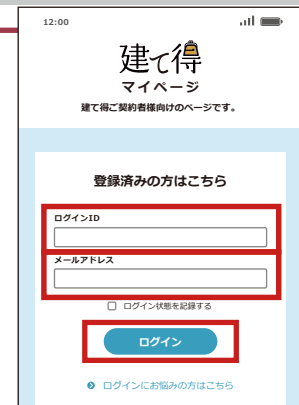 12:00
建て得
マイページ
建て得ご契約者様向けのページです。
登録済みの方はこちら
ログインID
メールアドレス
ログイン状態を記録する
ログイン
ログインにお悩みの方はこちら